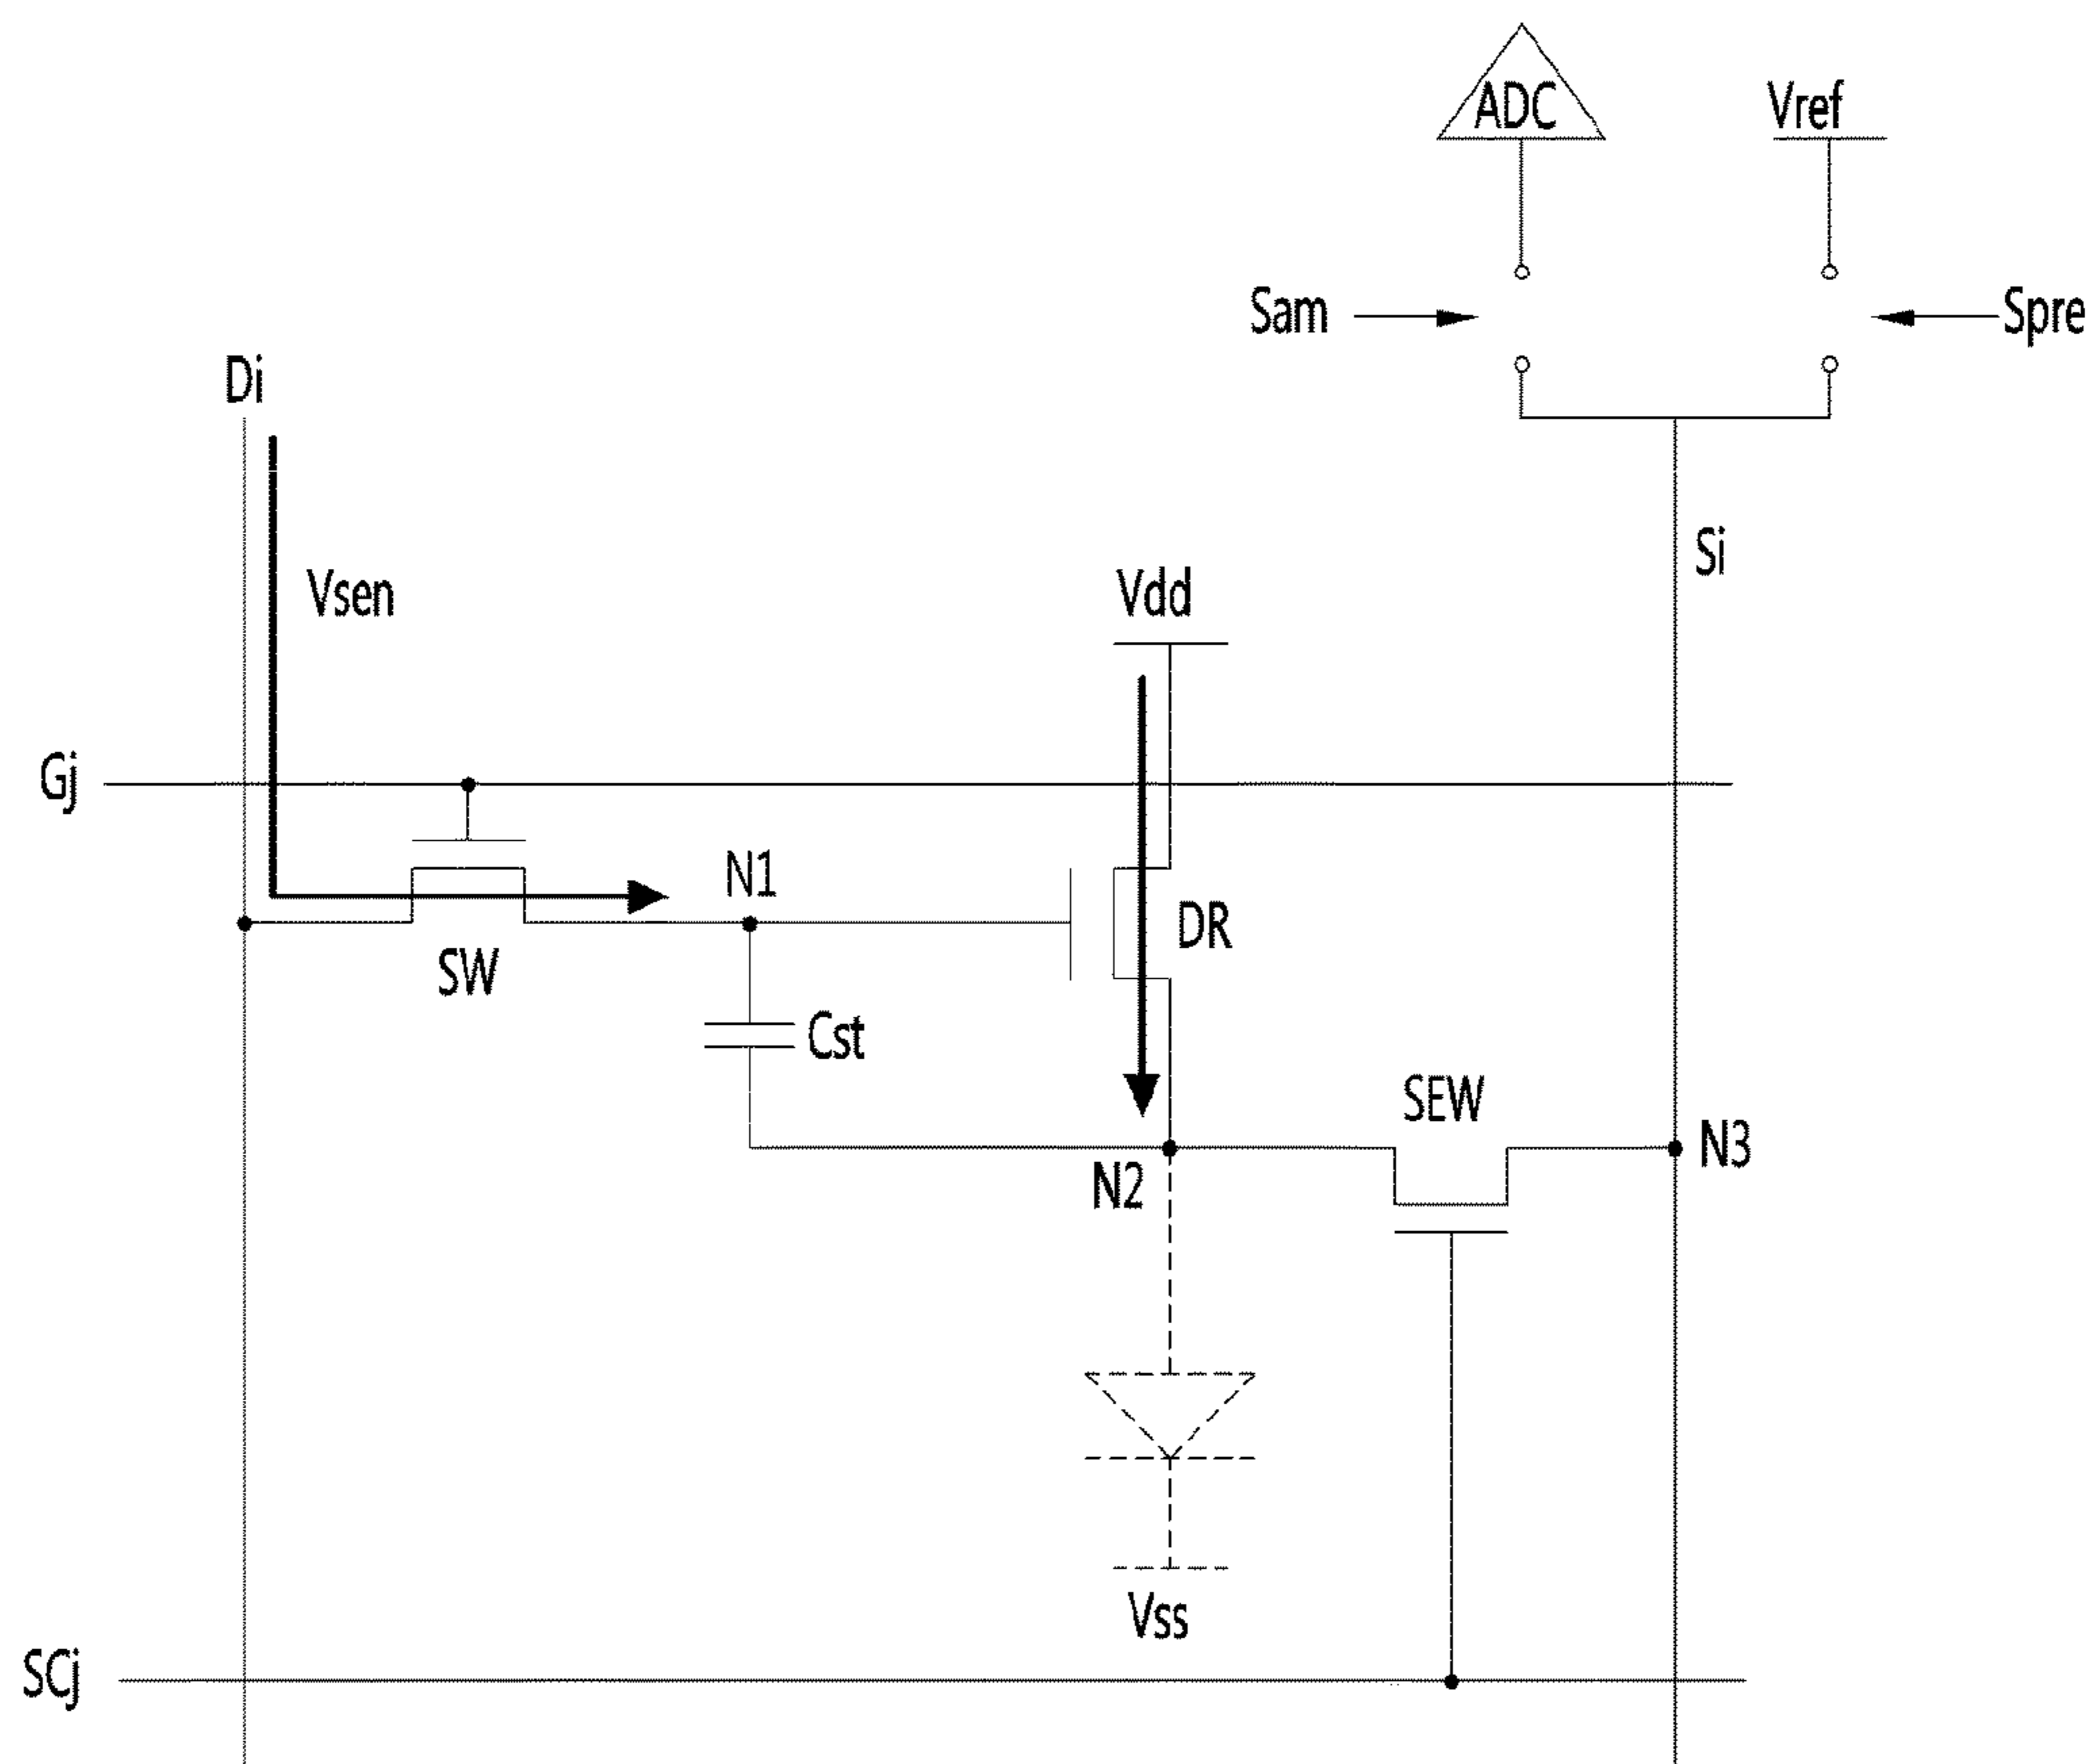 ADC
Vref
Sam
Spre
Di
Si
Vsen
Vdd
Gj
N1
DR
SW
Cst
SEW
N3
N2
Vss
SCj